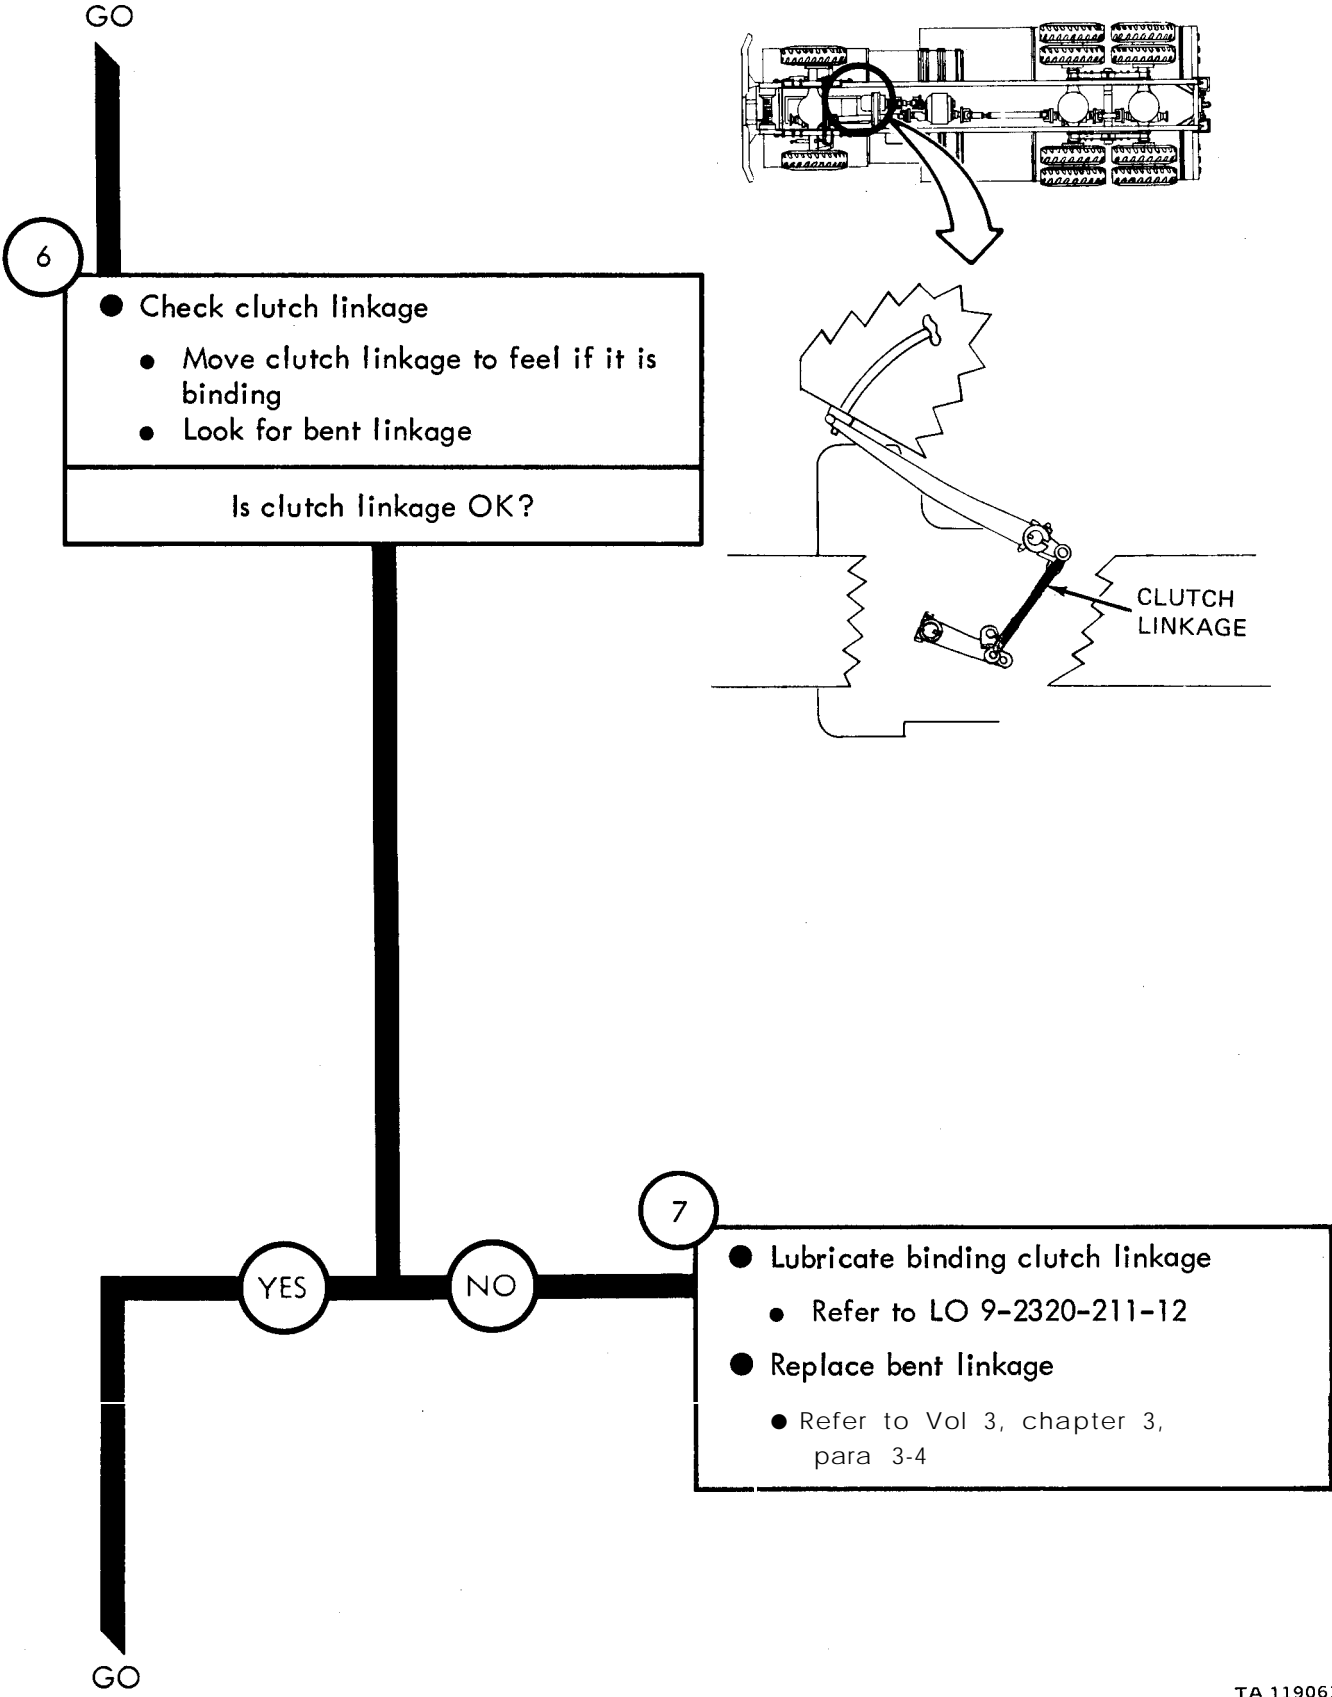 GO
6
● Check clutch linkage
● Move clutch linkage to feel if it is
binding
● Look for bent linkage
Is clutch linkage OK?
CLUTCH
LINKAGE
YES
NO
7
● Lubricate binding clutch linkage
● Refer to LO 9-2320-211-12
● Replace bent linkage
● Refer to Vol 3, chapter 3,
para 3-4
GO
TA